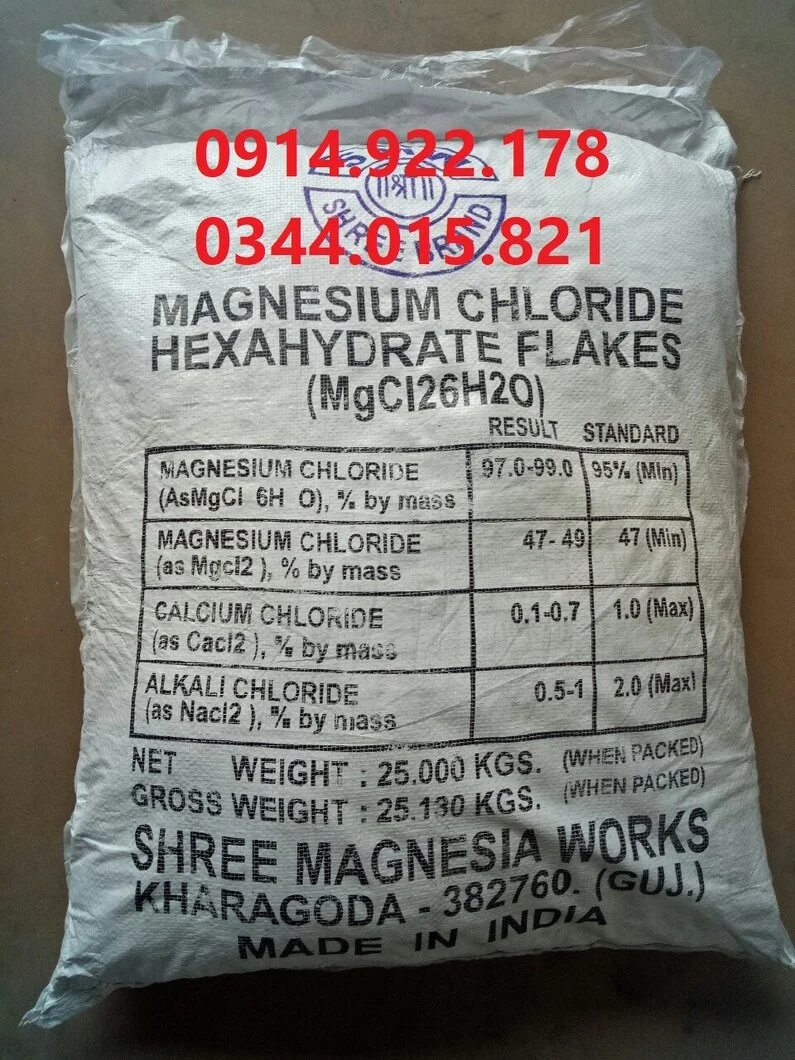 0914.922.178
॥श्री॥
SHREE BRAND
0344.015.821
MAGNESIUM CHLORIDE
HEXAHYDRATE FLAKES
(MgCl26H2O)
RESULT STANDARD
MAGNESIUM CHLORIDE 97.0-99.0 95% (Min)
(AsMgCl 6H O), % by mass
MAGNESIUM CHLORIDE 47-49 47 (Min)
(as Mgcl2 ), % by mass
CALCIUM CHLORIDE 0.1-0.7 1.0 (Max)
(as Cacl2 ), % by mass
ALKALI CHLORIDE 0.5-1 2.0 (Max)
(as Nacl2 ), % by mass
NET WEIGHT : 25.000 KGS. (WHEN PACKED)
GROSS WEIGHT : 25.130 KGS. (WHEN PACKED)
SHREE MAGNESIA WORKS
KHARAGODA - 382760. (GUJ.)
MADE IN INDIA